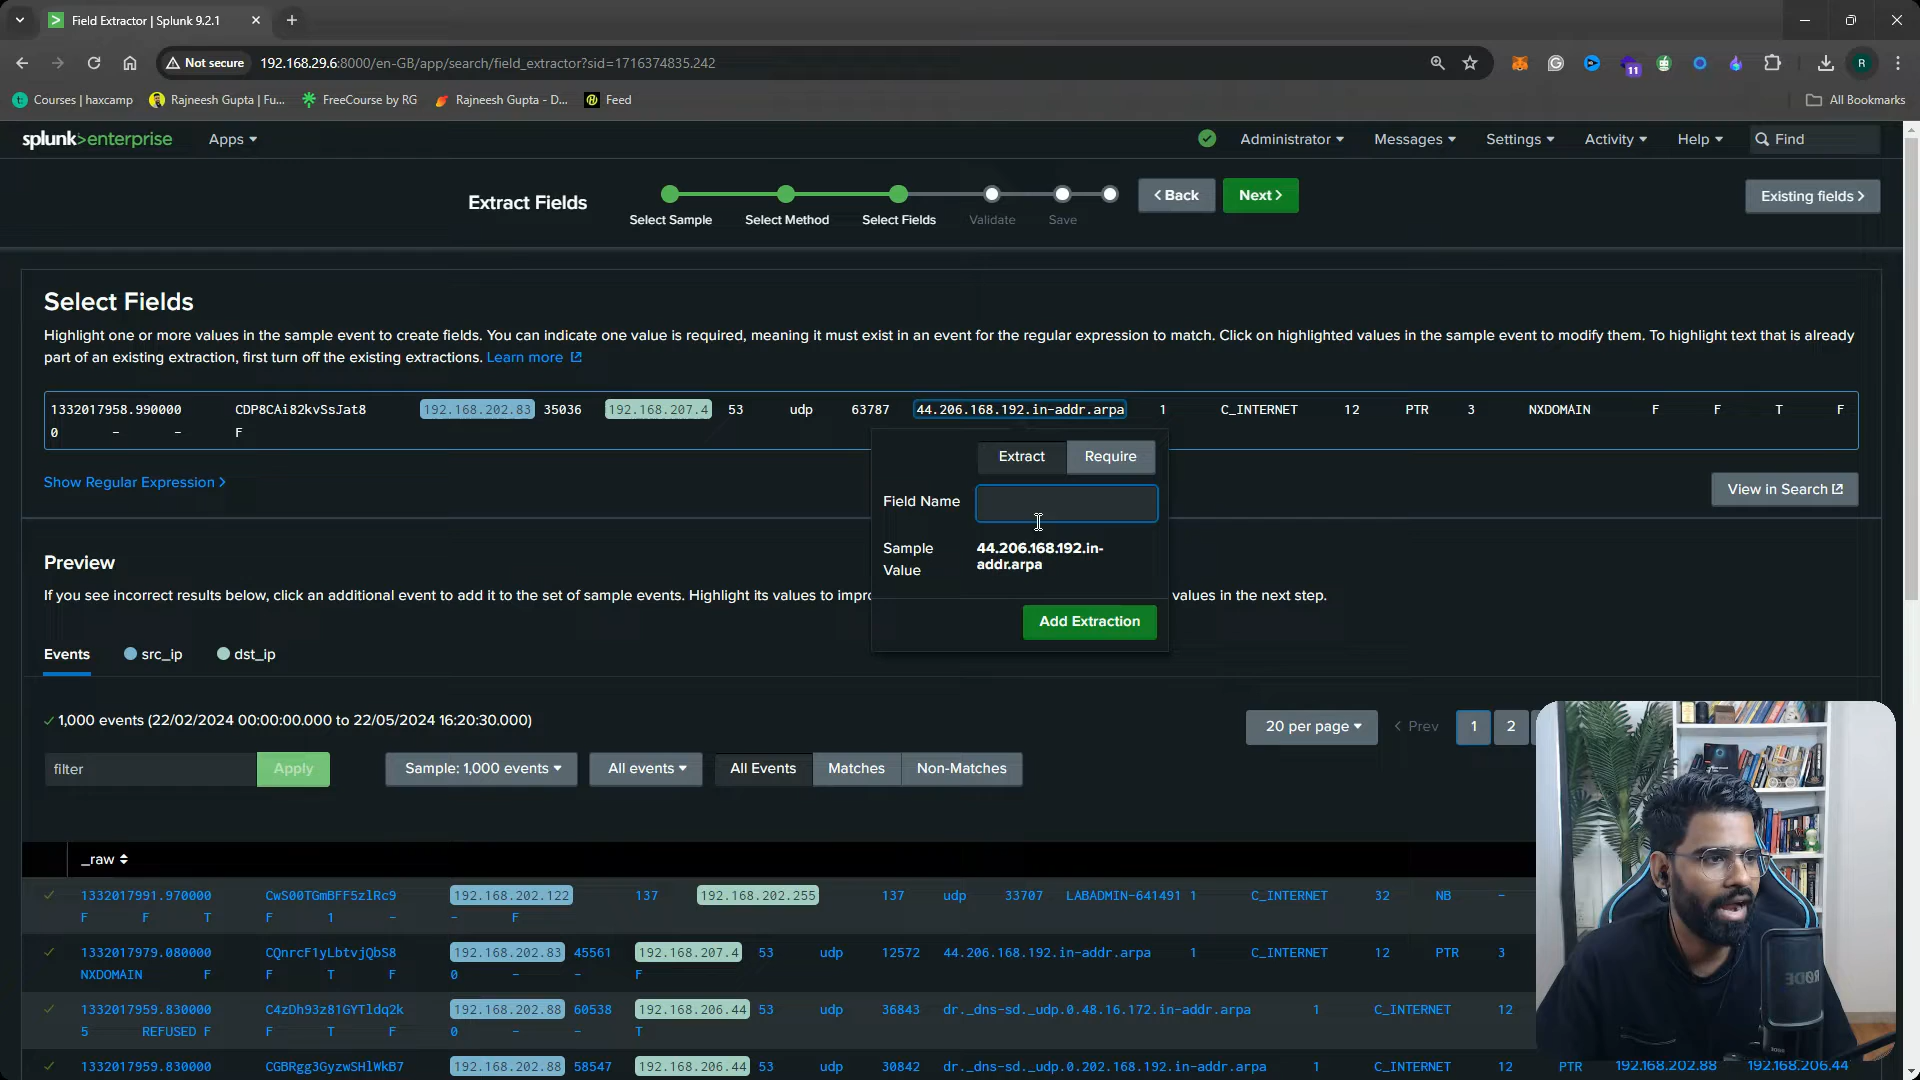 Field Extractor | Splunk 9.2.1
Not secure 192.168.29.6:8000/en-GB/app/search/field_extractor?sid=1716374835.242
11
R
Courses | haxcamp Rajneesh Gupta | Fu... FreeCourse by RG Rajneesh Gupta - D... Feed All Bookmarks
splunk>enterprise Apps Administrator Messages Settings Activity Help Find
Extract Fields
Select Sample Select Method Select Fields Validate Save
< Back Next > Existing fields >
Select Fields
Highlight one or more values in the sample event to create fields. You can indicate one value is required, meaning it must exist in an event for the regular expression to match. Click on highlighted values in the sample event to modify them. To highlight text that is already
part of an existing extraction, first turn off the existing extractions. Learn more
1332017958.990000 CDP8CAi82kvSsJat8 192.168.202.83 35036 192.168.207.4 53 udp 63787 44.206.168.192.in-addr.arpa 1 C_INTERNET 12 PTR 3 NXDOMAIN F F T F
0 - - F
Extract Require
Show Regular Expression >
View in Search
Field Name
Sample Value 44.206.168.192.in-addr.arpa
Add Extraction
Preview
If you see incorrect results below, click an additional event to add it to the set of sample events. Highlight its values to impro values in the next step.
Events src_ip dst_ip
1,000 events (22/02/2024 00:00:00.000 to 22/05/2024 16:20:30.000)
20 per page < Prev 1 2
filter Apply Sample: 1,000 events All events All Events Matches Non-Matches
_raw
1332017991.970000 CwS00TGmBFF5zlRc9 192.168.202.122 137 192.168.202.255 137 udp 33707 LABADMIN-641491 1 C_INTERNET 32 NB -
F F T F 1 - - F
1332017979.080000 CQnrcF1yLbtvjQbS8 192.168.202.83 45561 192.168.207.4 53 udp 12572 44.206.168.192.in-addr.arpa 1 C_INTERNET 12 PTR 3
NXDOMAIN F F T F 0 - - F
1332017959.830000 C4zDh93z81GYTldq2k 192.168.202.88 60538 192.168.206.44 53 udp 36843 dr._dns-sd._udp.0.48.16.172.in-addr.arpa 1 C_INTERNET 12
5 REFUSED F F T F 0 - - T
1332017959.830000 CGBRgg3GyzwSHlWkB7 192.168.202.88 58547 192.168.206.44 53 udp 30842 dr._dns-sd._udp.0.202.168.192.in-addr.arpa 1 C_INTERNET 12 PTR 192.168.202.88 192.168.206.44
RØDE